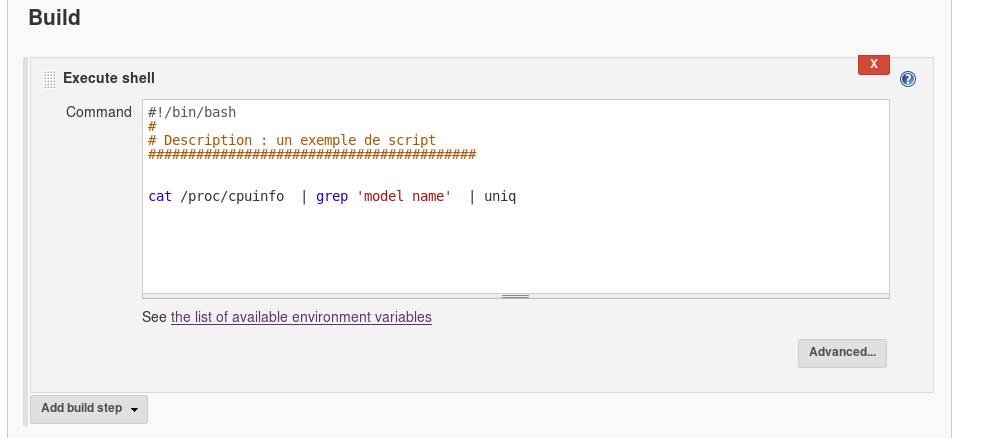 Build
X
Execute shell
?
Command
#!/bin/bash
#
# Description : un exemple de script
#########################################
cat /proc/cpuinfo  | grep 'model name'  | uniq
See the list of available environment variables
Advanced...
Add build step